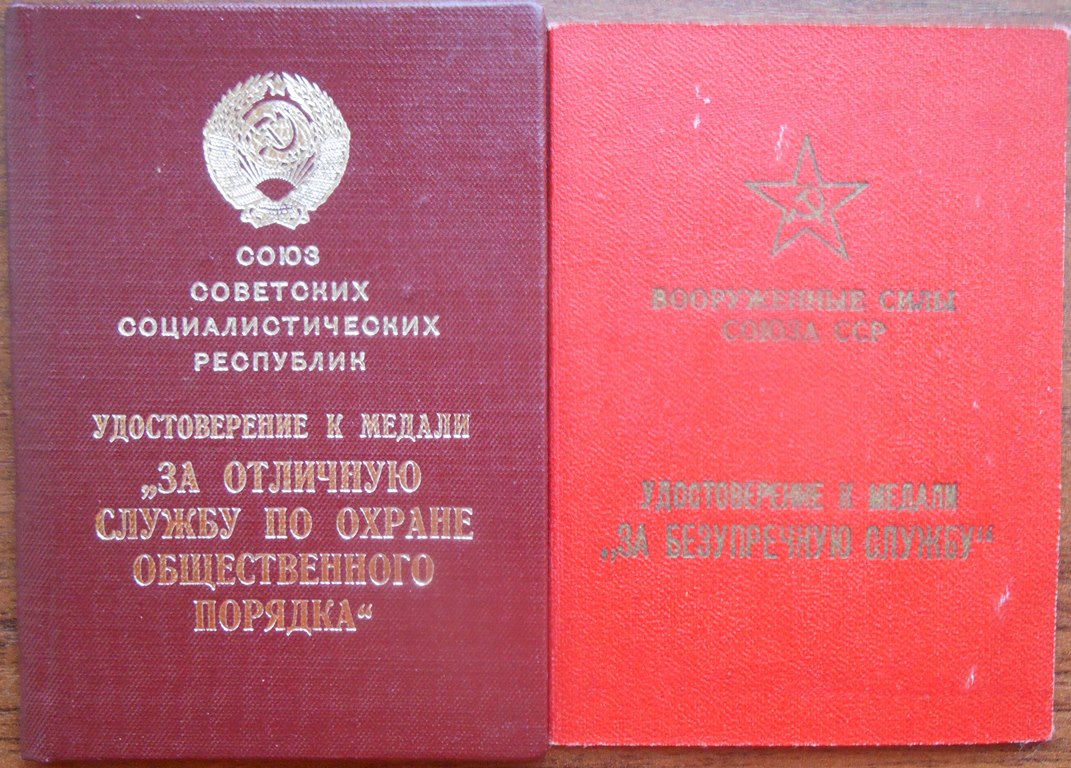 СОЮЗ
СОВЕТСКИХ
СОЦИАЛИСТИЧЕСКИХ
РЕСПУБЛИК
УДОСТОВЕРЕНИЕ К МЕДАЛИ
„ЗА ОТЛИЧНУЮ
СЛУЖБУ ПО ОХРАНЕ
ОБЩЕСТВЕННОГО
ПОРЯДКА“
ВООРУЖЕННЫЕ СИЛЫ
СОЮЗА ССР
УДОСТОВЕРЕНИЕ К МЕДАЛИ
„ЗА БЕЗУПРЕЧНУЮ СЛУЖБУ“